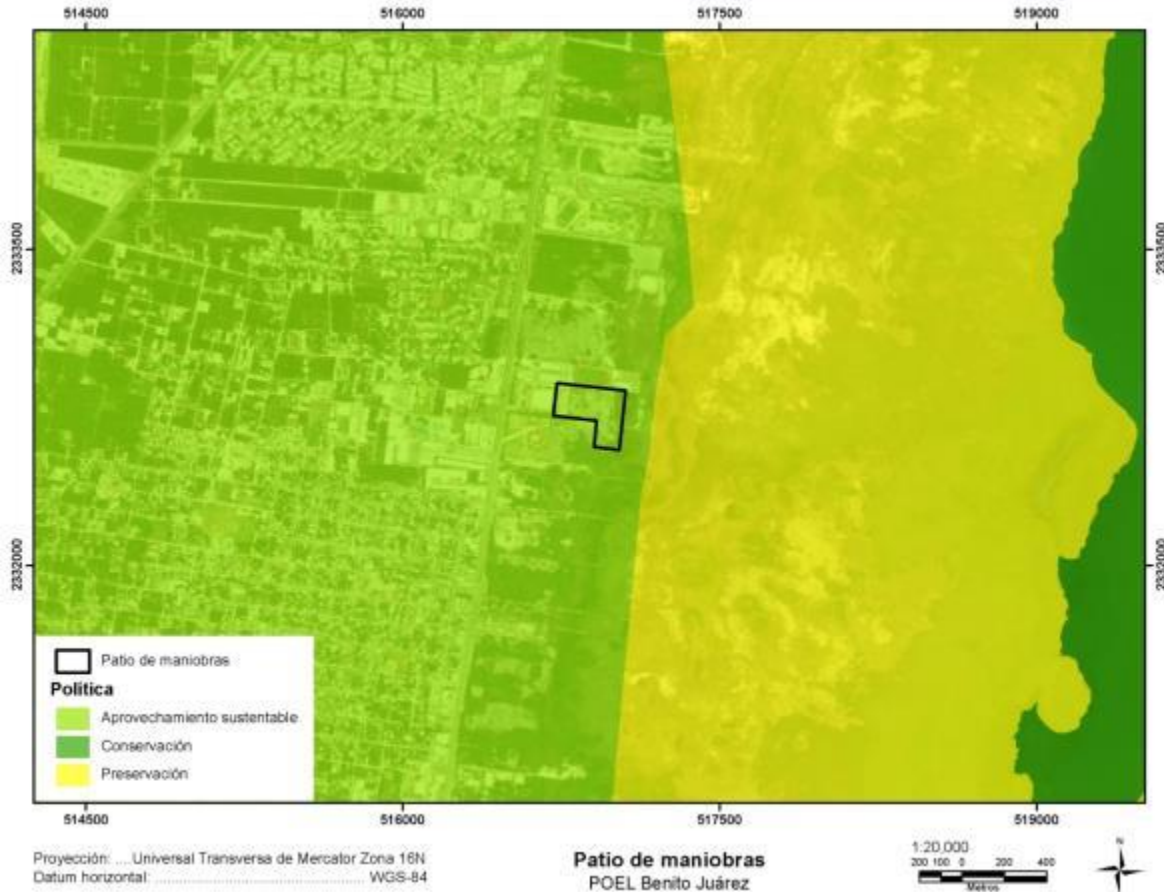 514500 516000 517500 519000
2333500 2333500
2332000 2332000
Patio de maniobras
Política
Aprovechamiento sustentable
Conservación
Preservación
514500 516000 517500 519000
Proyección: ....Universal Transversa de Mercator Zona 16N
Datum horizontal: ........................................... WGS-84
Patio de maniobras
POEL Benito Juárez
1:20,000
200 100 0 200 400
Metros
N